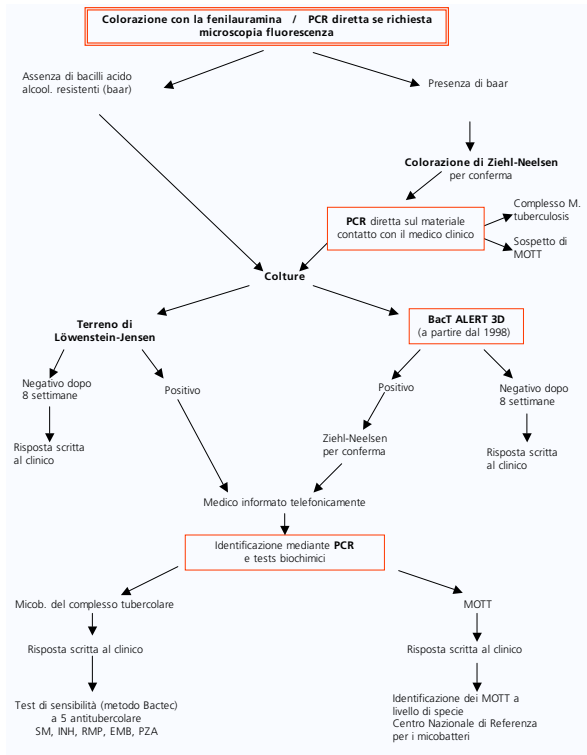 Colorazione con la fenilauramina / PCR diretta se richiesta
microscopia fluorescenza
Assenza di bacilli acido
alcool. resistenti (baar)
Presenza di baar
Colorazione di Ziehl-Neelsen
per conferma
PCR diretta sul materiale
contatto con il medico clinico
Complesso M.
tuberculosis
Sospetto di
MOTT
Colture
Terreno di
Löwenstein-Jensen
BacT ALERT 3D
(a partire dal 1998)
Negativo dopo
8 settimane
Positivo
Positivo
Negativo dopo
8 settimane
Risposta scritta
al clinico
Ziehl-Neelsen
per conferma
Risposta scritta
al clinico
Medico informato telefonicamente
Identificazione mediante PCR
e tests biochimici
Micob. del complesso tubercolare
MOTT
Risposta scritta al clinico
Risposta scritta al clinico
Test di sensibilità (metodo Bactec)
a 5 antitubercolare
SM, INH, RMP, EMB, PZA
Identificazione dei MOTT a
livello di specie
Centro Nazionale di Referenza
per i micobatteri